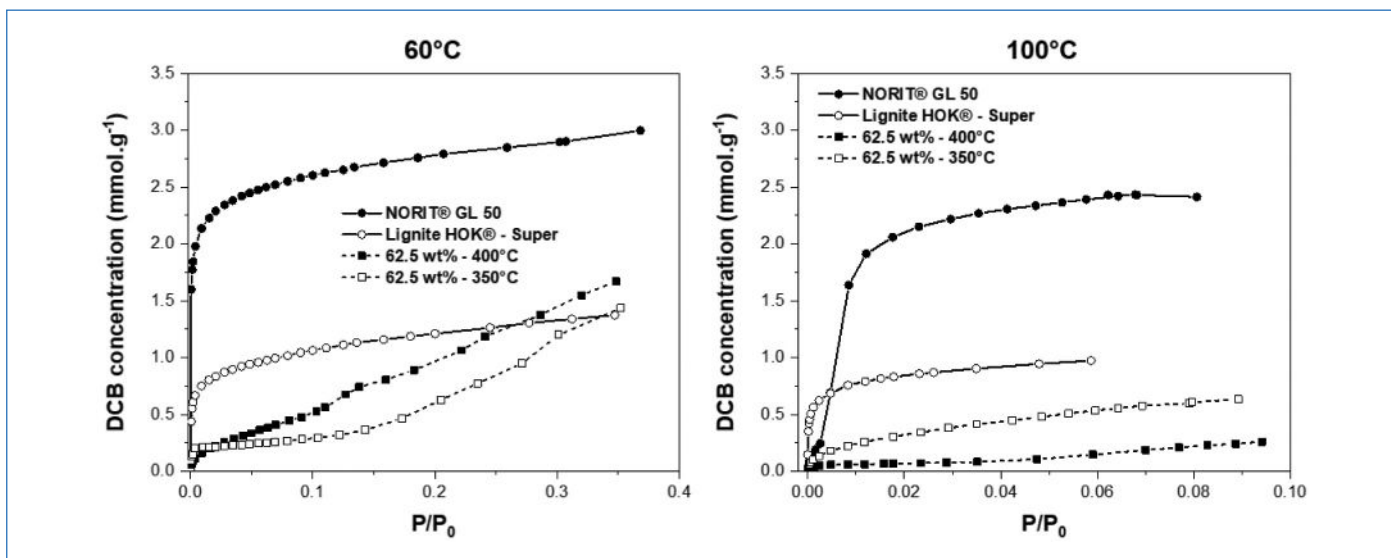 60°C
3.5
3.0
2.5
2.0
1.5
1.0
0.5
0.0
DCB concentration (mmol.g⁻¹)
NORIT® GL 50
Lignite HOK® - Super
62.5 wt% - 400°C
62.5 wt% - 350°C
0.0 0.1 0.2 0.3 0.4
P/P₀
100°C
3.5
3.0
2.5
2.0
1.5
1.0
0.5
0.0
DCB concentration (mmol.g⁻¹)
NORIT® GL 50
Lignite HOK® - Super
62.5 wt% - 400°C
62.5 wt% - 350°C
0.00 0.02 0.04 0.06 0.08 0.10
P/P₀